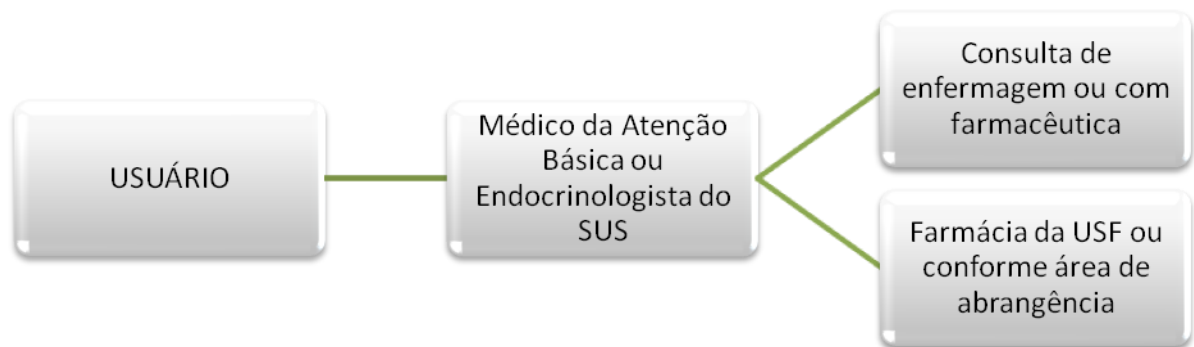 USUÁRIO
Médico da Atenção
Básica ou
Endocrinologista do
SUS
Consulta de
enfermagem ou com
farmacêutica
Farmácia da USF ou
conforme área de
abrangência